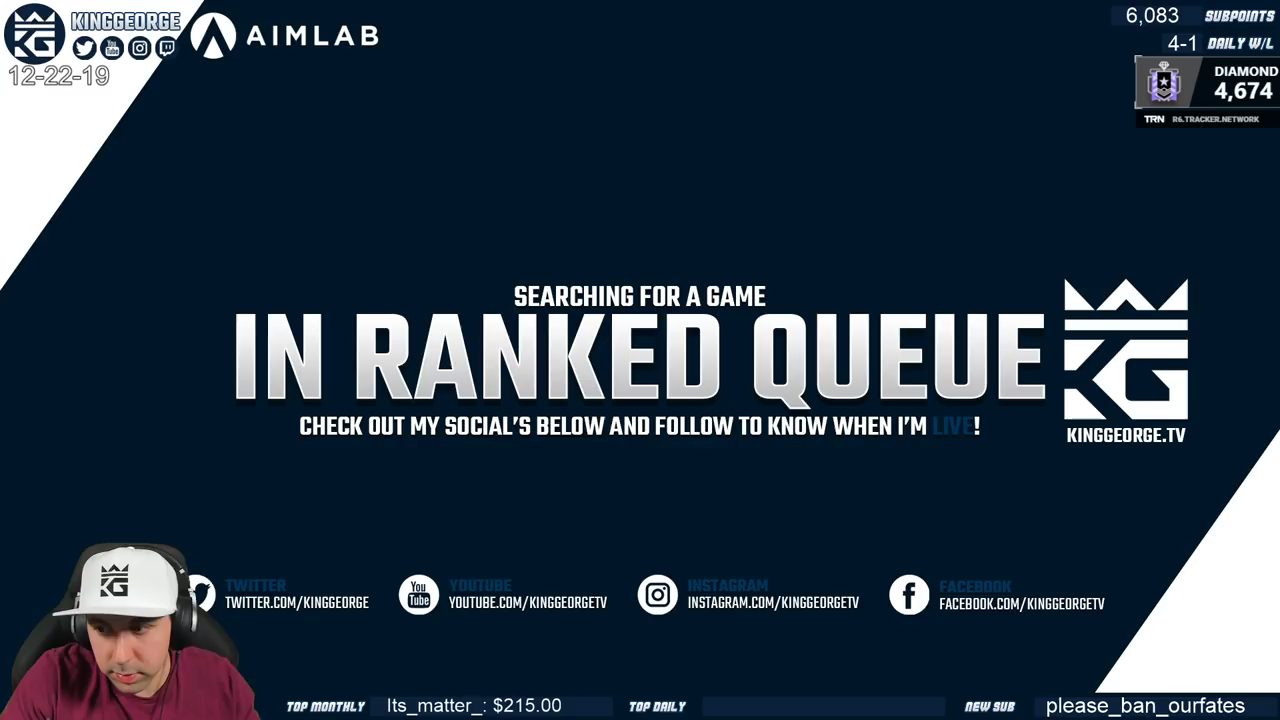 KINGGEORGE
AIMLAB
12-22-19
6,083 SUBPOINTS
4-1 DAILY W/L
DIAMOND
4,674
TRN R6.TRACKER.NETWORK
SEARCHING FOR A GAME
IN RANKED QUEUE
CHECK OUT MY SOCIAL'S BELOW AND FOLLOW TO KNOW WHEN I'M LIVE!
KG
KINGGEORGE.TV
KG
TWITTER
TWITTER.COM/KINGGEORGE
You Tube
YOUTUBE
YOUTUBE.COM/KINGGEORGETV
INSTAGRAM
INSTAGRAM.COM/KINGGEORGETV
FACEBOOK
FACEBOOK.COM/KINGGEORGETV
TOP MONTHLY Its_matter_: $215.00 TOP DAILY NEW SUB please_ban_ourfates